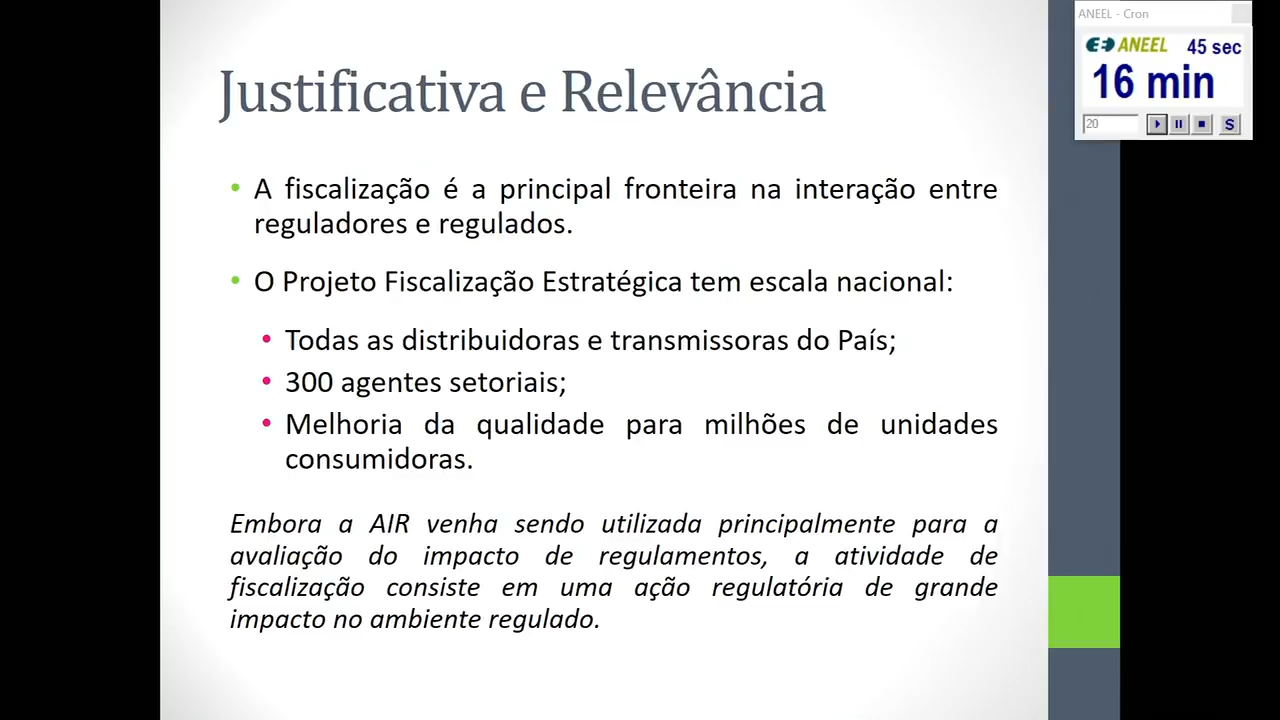 Justificativa e Relevância
ANEEL - Cron
ANEEL 45 sec
16 min
20
S
• A fiscalização é a principal fronteira na interação entre
reguladores e regulados.
• O Projeto Fiscalização Estratégica tem escala nacional:
• Todas as distribuidoras e transmissoras do País;
• 300 agentes setoriais;
• Melhoria da qualidade para milhões de unidades
consumidoras.
Embora a AIR venha sendo utilizada principalmente para a
avaliação do impacto de regulamentos, a atividade de
fiscalização consiste em uma ação regulatória de grande
impacto no ambiente regulado.